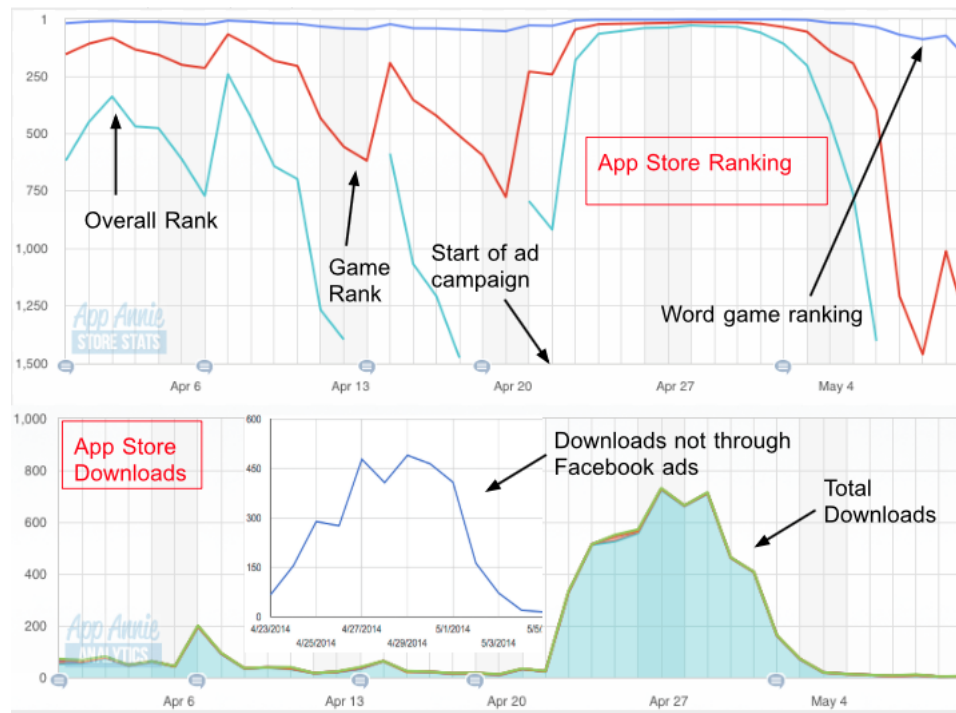 1
250
500
750
1,000
1,250
1,500
Overall Rank
Game
Rank
Start of ad
campaign
App Store Ranking
Word game ranking
App Annie
STORE STATS
Apr 6
Apr 13
Apr 20
Apr 27
May 4
1,000
800
600
400
200
0
App Store
Downloads
600
450
300
150
0
4/23/2014
4/25/2014
4/27/2014
4/29/2014
5/1/2014
5/3/2014
Downloads not through
Facebook ads
Total
Downloads
App Annie
ANALYTICS
Apr 6
Apr 13
Apr 20
Apr 27
May 4